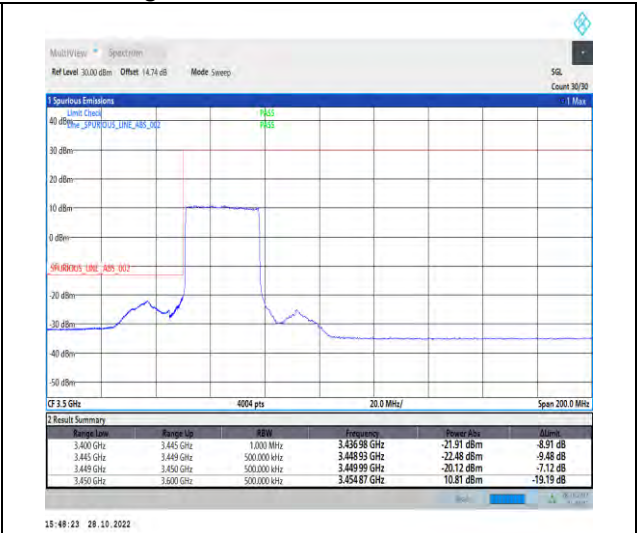 MultiView Spectrum
Ref Level 30.00 dBm Offset 14.74 dB Mode Sweep SGL
Count 30/30
1 Spurious Emissions 1 Max
Limit Check PASS
40 dBm
Line _SPURIOUS_LINE_ABS_002 PASS
30 dBm
20 dBm
10 dBm
0 dBm
_SPURIOUS_LINE_ABS_002
-20 dBm
-30 dBm
-40 dBm
-50 dBm
CF 3.5 GHz 4004 pts 20.0 MHz/ Span 200.0 MHz
2 Result Summary
Range Low Range Up RBW Frequency Power Abs ΔLimit
3.400 GHz 3.445 GHz 1.000 MHz 3.436 98 GHz -21.91 dBm -8.91 dB
3.445 GHz 3.449 GHz 500.000 kHz 3.448 93 GHz -22.48 dBm -9.48 dB
3.449 GHz 3.450 GHz 500.000 kHz 3.449 99 GHz -20.12 dBm -7.12 dB
3.450 GHz 3.600 GHz 500.000 kHz 3.454 87 GHz 10.81 dBm -19.19 dB
15:48:23 28.10.2022